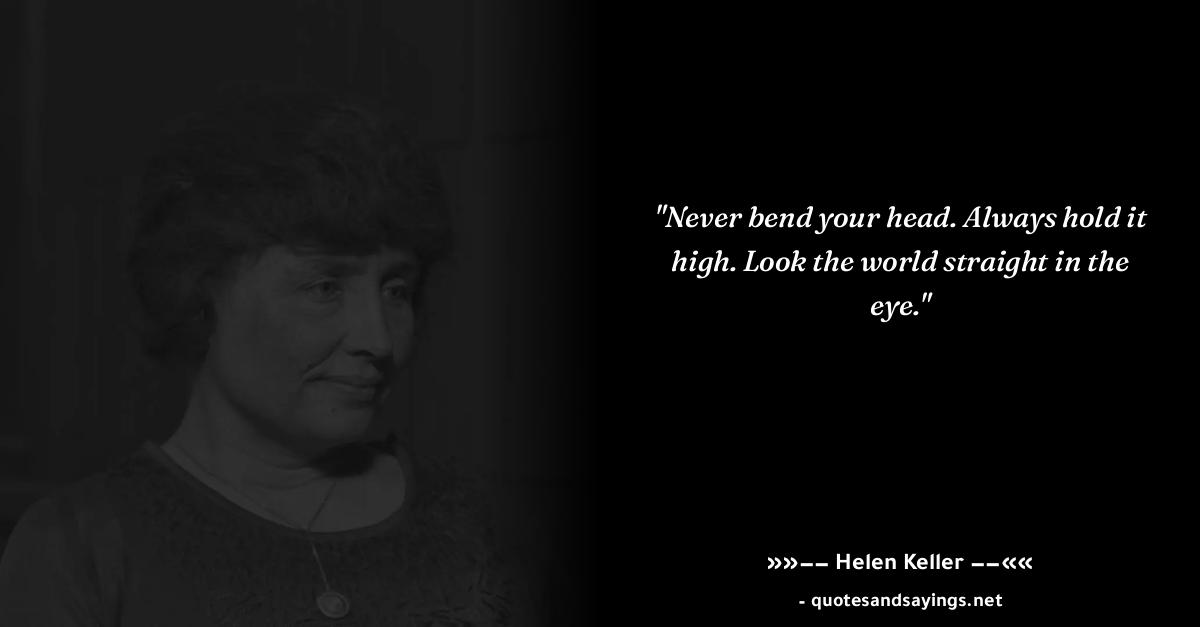 "Never bend your head. Always hold it
high. Look the world straight in the
eye."
»»−− Helen Keller −−««
- quotesandsayings.net